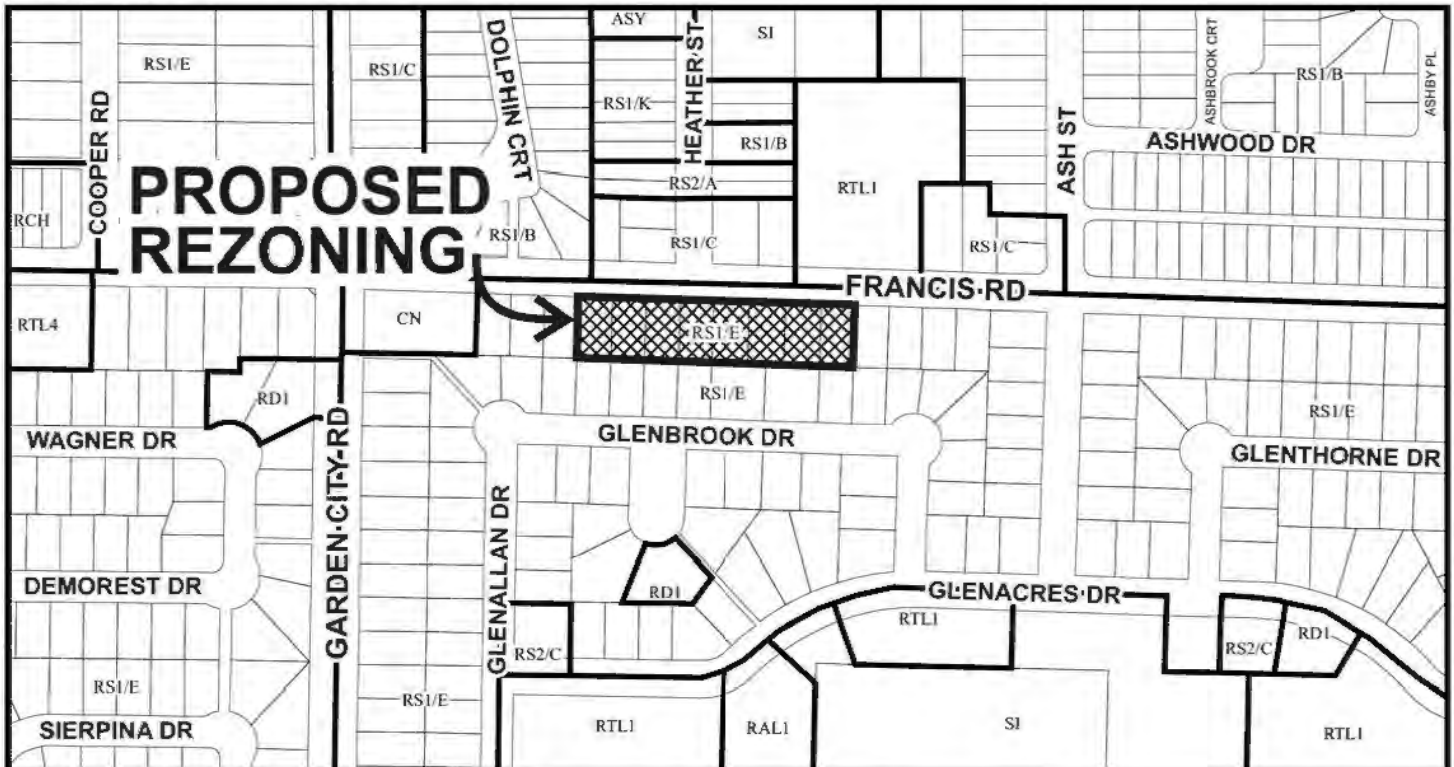 ASY
SI
RS1/E
RS1/C
DOLPHIN CRT
HEATHER ST
RS1/K
RS1/B
RS2/A
RS1/C
COOPER RD
RCH
PROPOSED
REZONING
RS1/B
RTL1
ASH ST
ASHBROOK CRT
RS1/B
ASHBY PL
ASHWOOD DR
RS1/C
FRANCIS RD
RTL4
CN
RS1/E
RD1
RS1/E
RS1/E
WAGNER DR
GARDEN CITY RD
GLENBROOK DR
GLENTHORNE DR
GLENALLAN DR
DEMOREST DR
RD1
GLENACRES DR
RTL1
RS2/C
RS2/C
RD1
RS1/E
RS1/E
SIERPINA DR
RTL1
RAL1
SI
RTL1